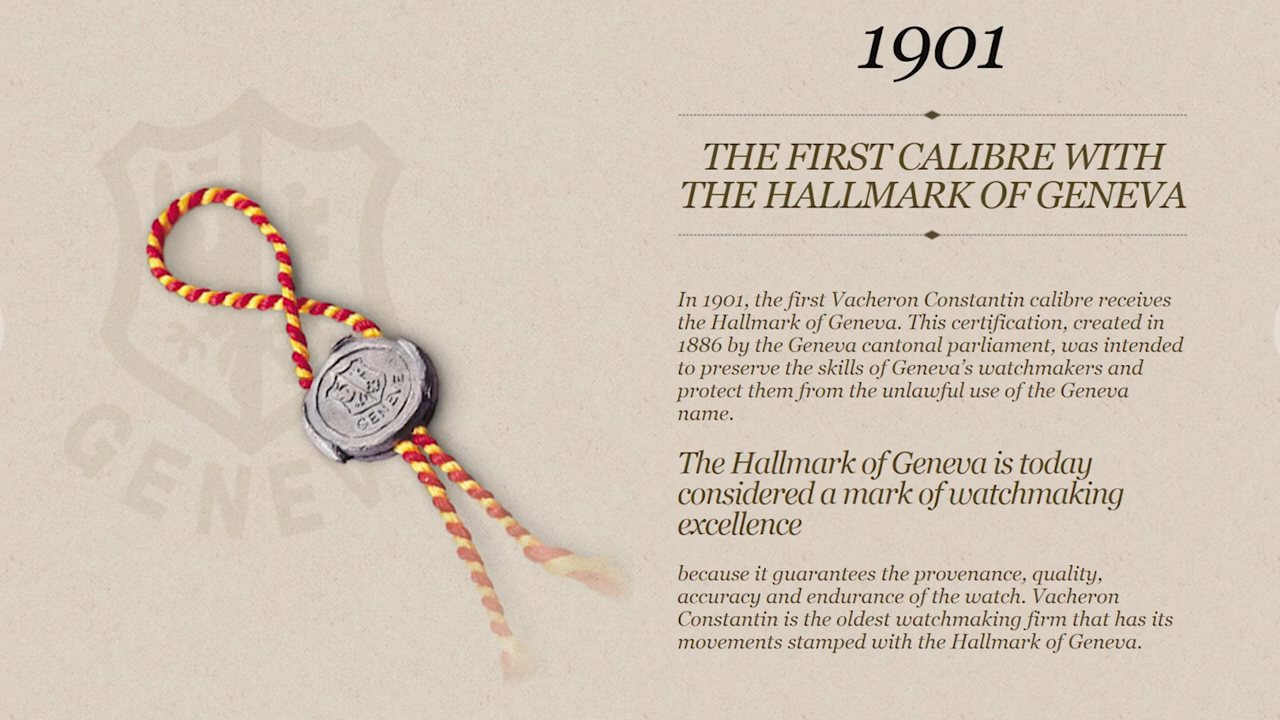 1901
THE FIRST CALIBRE WITH
THE HALLMARK OF GENEVA
In 1901, the first Vacheron Constantin calibre receives
the Hallmark of Geneva. This certification, created in
1886 by the Geneva cantonal parliament, was intended
to preserve the skills of Geneva’s watchmakers and
protect them from the unlawful use of the Geneva
name.
The Hallmark of Geneva is today
considered a mark of watchmaking
excellence
because it guarantees the provenance, quality,
accuracy and endurance of the watch. Vacheron
Constantin is the oldest watchmaking firm that has its
movements stamped with the Hallmark of Geneva.
GENEV
GENEVE